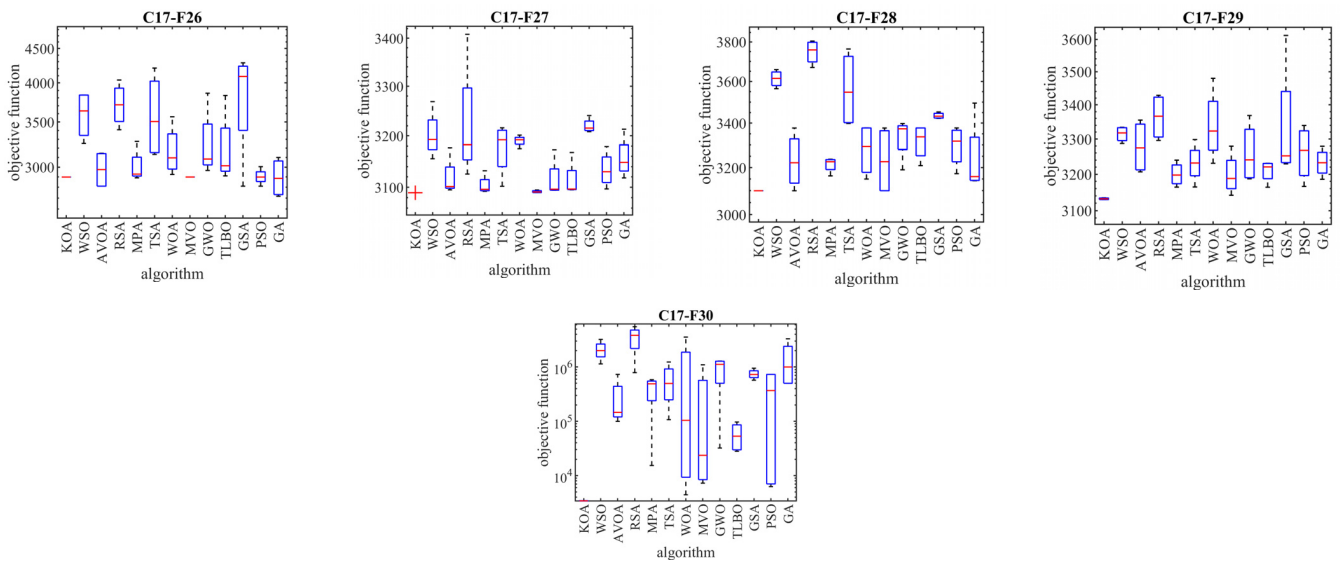 C17-F26
objective function
4500
4000
3500
3000
KOA
WSO
AVOA
RSA
MPA
TSA
WOA
MVO
GWO
TLBO
GSA
PSO
GA
algorithm
C17-F27
objective function
3400
3300
3200
3100
KOA
WSO
AVOA
RSA
MPA
TSA
WOA
MVO
GWO
TLBO
GSA
PSO
GA
algorithm
C17-F28
objective function
3800
3600
3400
3200
3000
KOA
WSO
AVOA
RSA
MPA
TSA
WOA
MVO
GWO
TLBO
GSA
PSO
GA
algorithm
C17-F29
objective function
3600
3500
3400
3300
3200
3100
KOA
WSO
AVOA
RSA
MPA
TSA
WOA
MVO
GWO
TLBO
GSA
PSO
GA
algorithm
C17-F30
objective function
10⁶
10⁵
10⁴
KOA
WSO
AVOA
RSA
MPA
TSA
WOA
MVO
GWO
TLBO
GSA
PSO
GA
algorithm